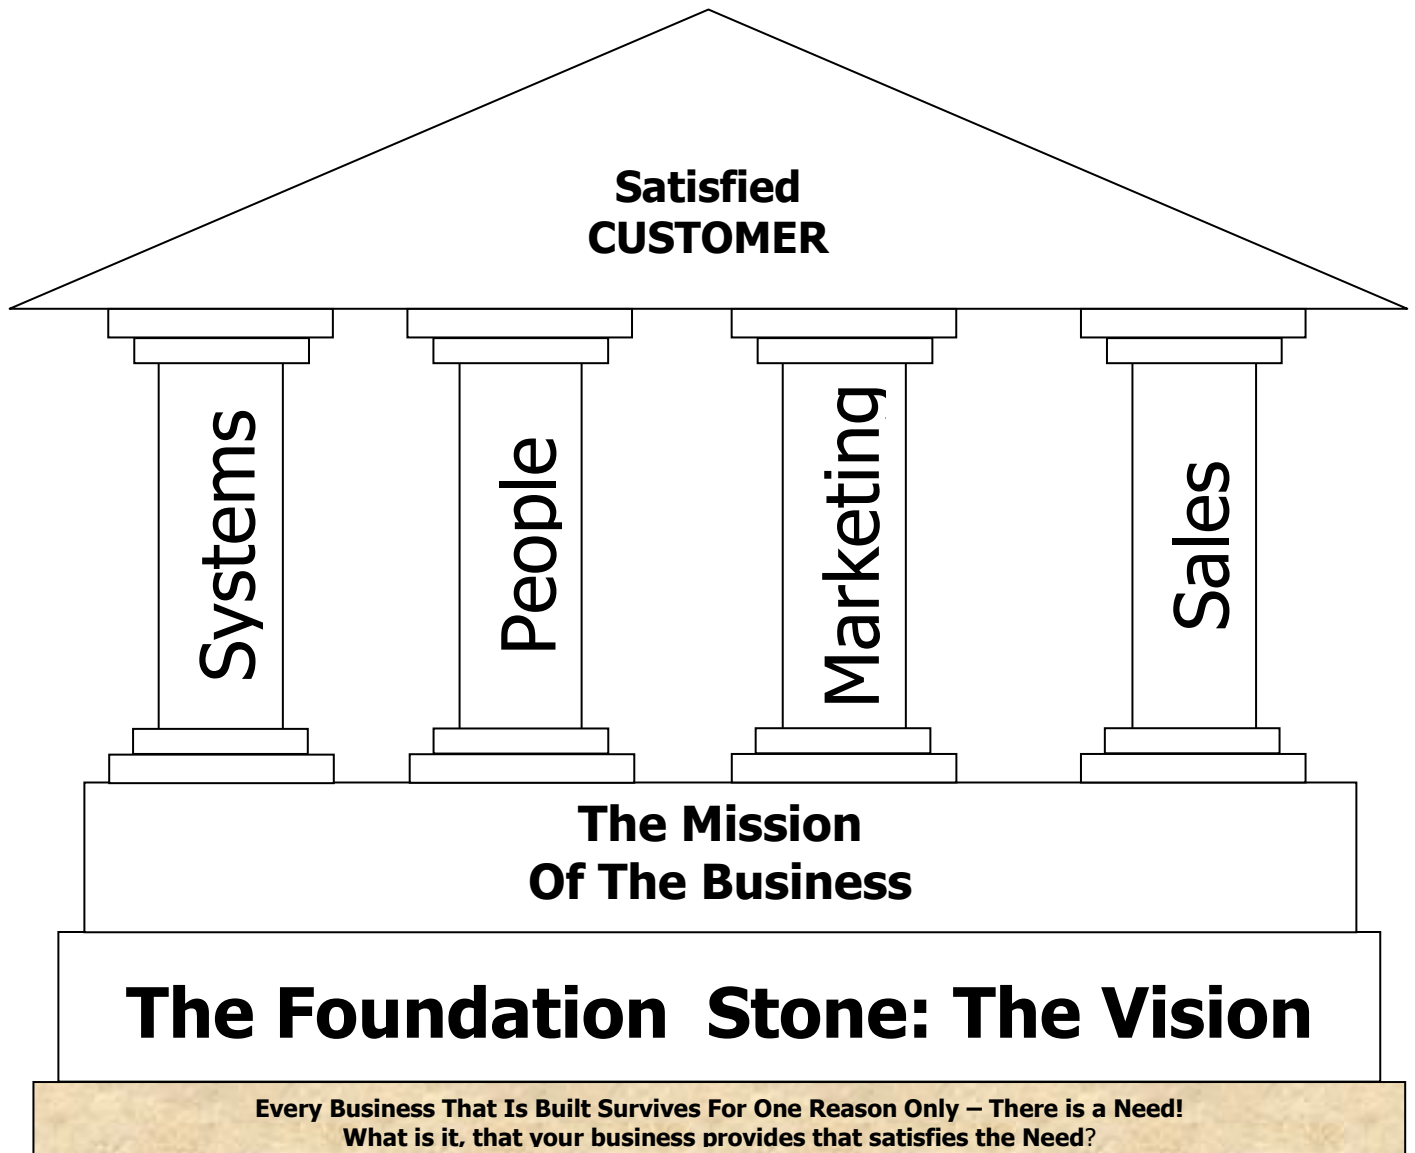 Satisfied
CUSTOMER
Systems
People
Marketing
Sales
The Mission
Of The Business
The Foundation Stone: The Vision
Every Business That Is Built Survives For One Reason Only – There is a Need!
What is it, that your business provides that satisfies the Need?